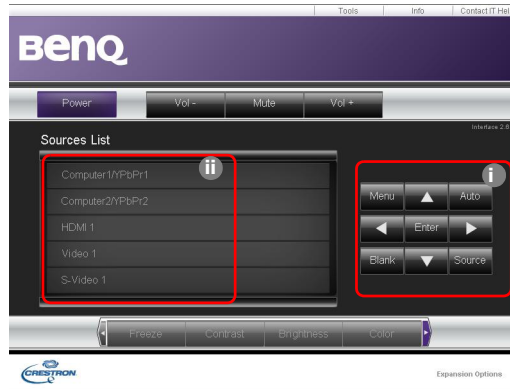 Tools Info Contact IT Hel
BenQ
Power Vol - Mute Vol +
Interface 2.6
Sources List
ii
i
Computer1/YPbPr1
Computer2/YPbPr2
HDMI 1
Video 1
S-Video 1
Menu Auto
Enter
Blank Source
Freeze Contrast Brightness Color
CRESTRON
Expansion Options